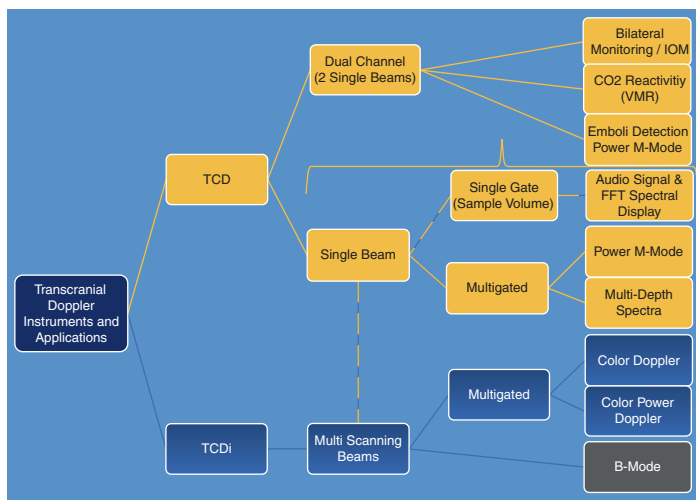 Bilateral
Monitoring / IOM
Dual Channel
(2 Single Beams)
CO2 Reactivitiy
(VMR)
Emboli Detection
Power M-Mode
TCD
Single Gate
(Sample Volume)
Audio Signal &
FFT Spectral
Display
Single Beam
Power M-Mode
Multigated
Multi-Depth
Spectra
Transcranial
Doppler
Instruments and
Applications
Color Doppler
Multigated
Color Power
Doppler
TCDi
Multi Scanning
Beams
B-Mode